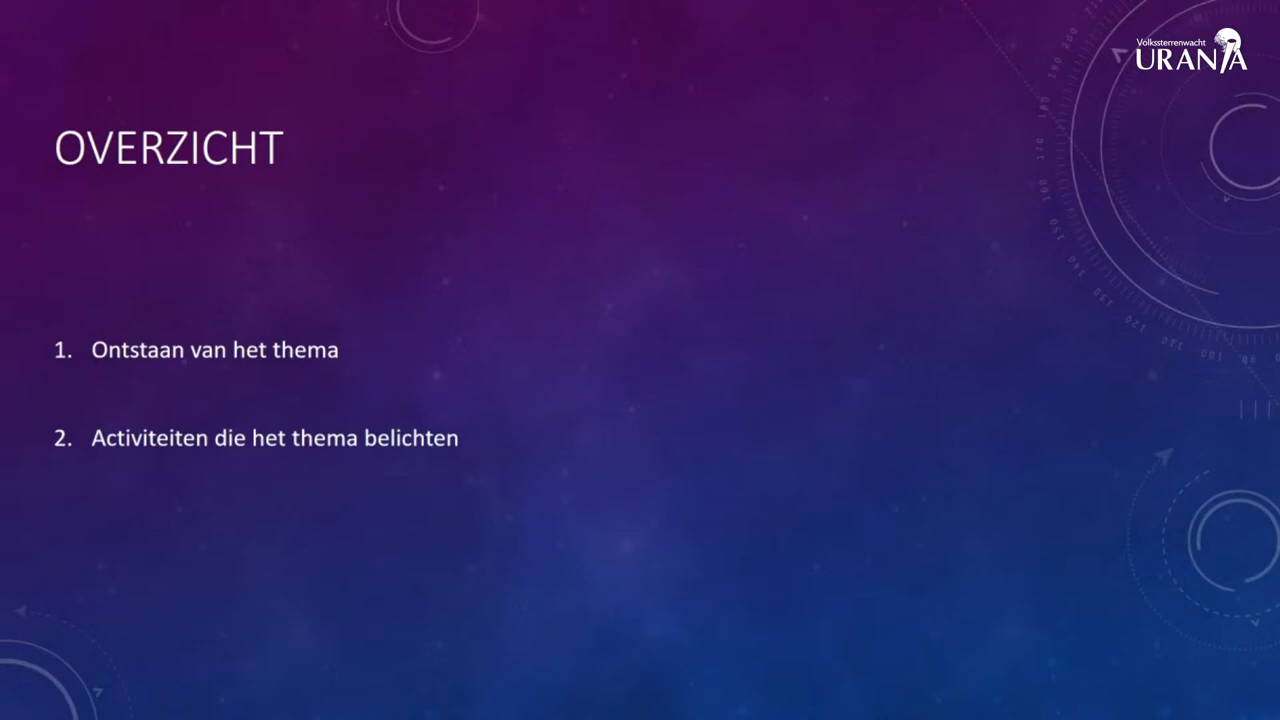 Volkssterrenwacht
URANIA
OVERZICHT
1. Ontstaan van het thema
2. Activiteiten die het thema belichten